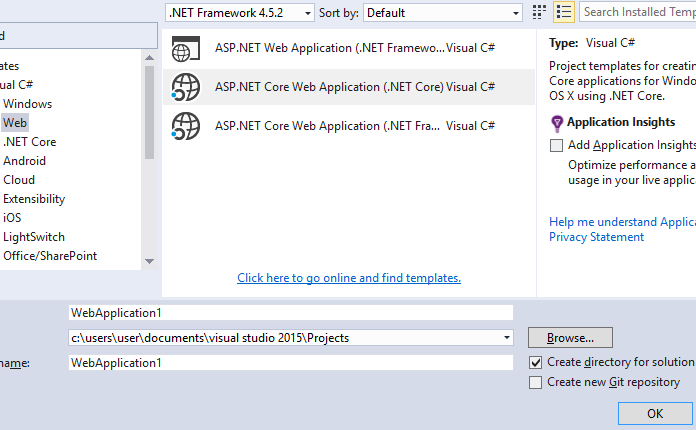 .NET Framework 4.5.2
Sort by:
Default
Search Installed Temp
d
ates
ual C#
Windows
Web
.NET Core
Android
Cloud
Extensibility
iOS
LightSwitch
Office/SharePoint
ASP.NET Web Application (.NET Framewo... Visual C#
ASP.NET Core Web Application (.NET Core) Visual C#
ASP.NET Core Web Application (.NET Fra... Visual C#
Click here to go online and find templates.
Type: Visual C#
Project templates for creatin
Core applications for Windo
OS X using .NET Core.
Application Insights
Add Application Insights
Optimize performance a
usage in your live applic
Help me understand Applica
Privacy Statement
WebApplication1
c:\users\user\documents\visual studio 2015\Projects
Browse...
name:
WebApplication1
Create directory for solution
Create new Git repository
OK